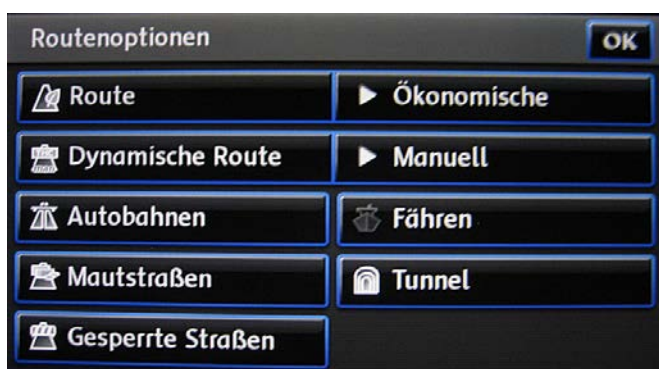 Routenoptionen OK
Route Ökonomische
Dynamische Route Manuell
Autobahnen Fähren
Mautstraßen Tunnel
Gesperrte Straßen